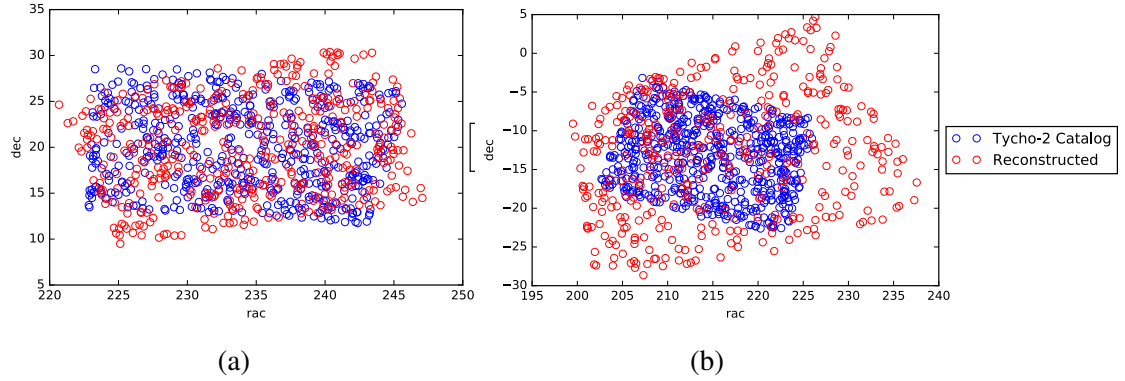 35
30
25
20
15
10
5
dec
220 225 230 235 240 245 250
rac
(a)
5
0
−5
−10
−15
−20
−25
−30
dec
195 200 205 210 215 220 225 230 235 240
rac
(b)
Tycho-2 Catalog
Reconstructed